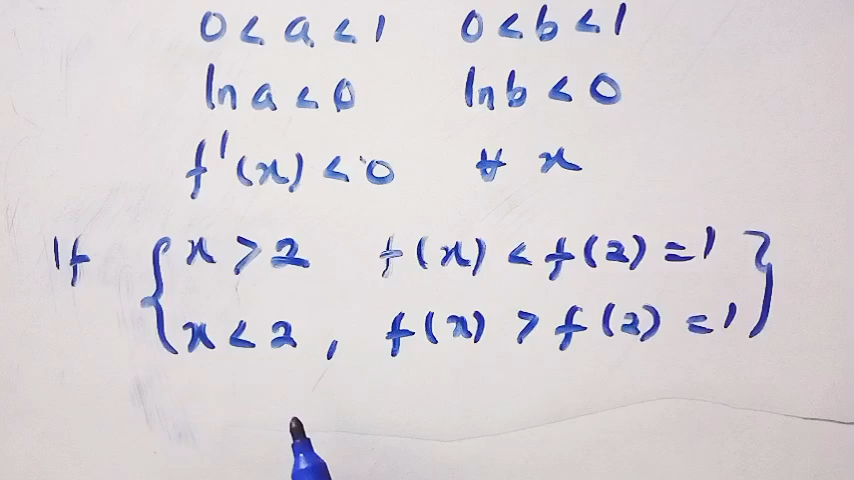 0 < a < 1 0 < b < 1
ln a < 0 ln b < 0
f'(x) < 0 ∀ x
If { x > 2 f(x) < f(2) = 1 }
x < 2 , f(x) > f(2) = 1